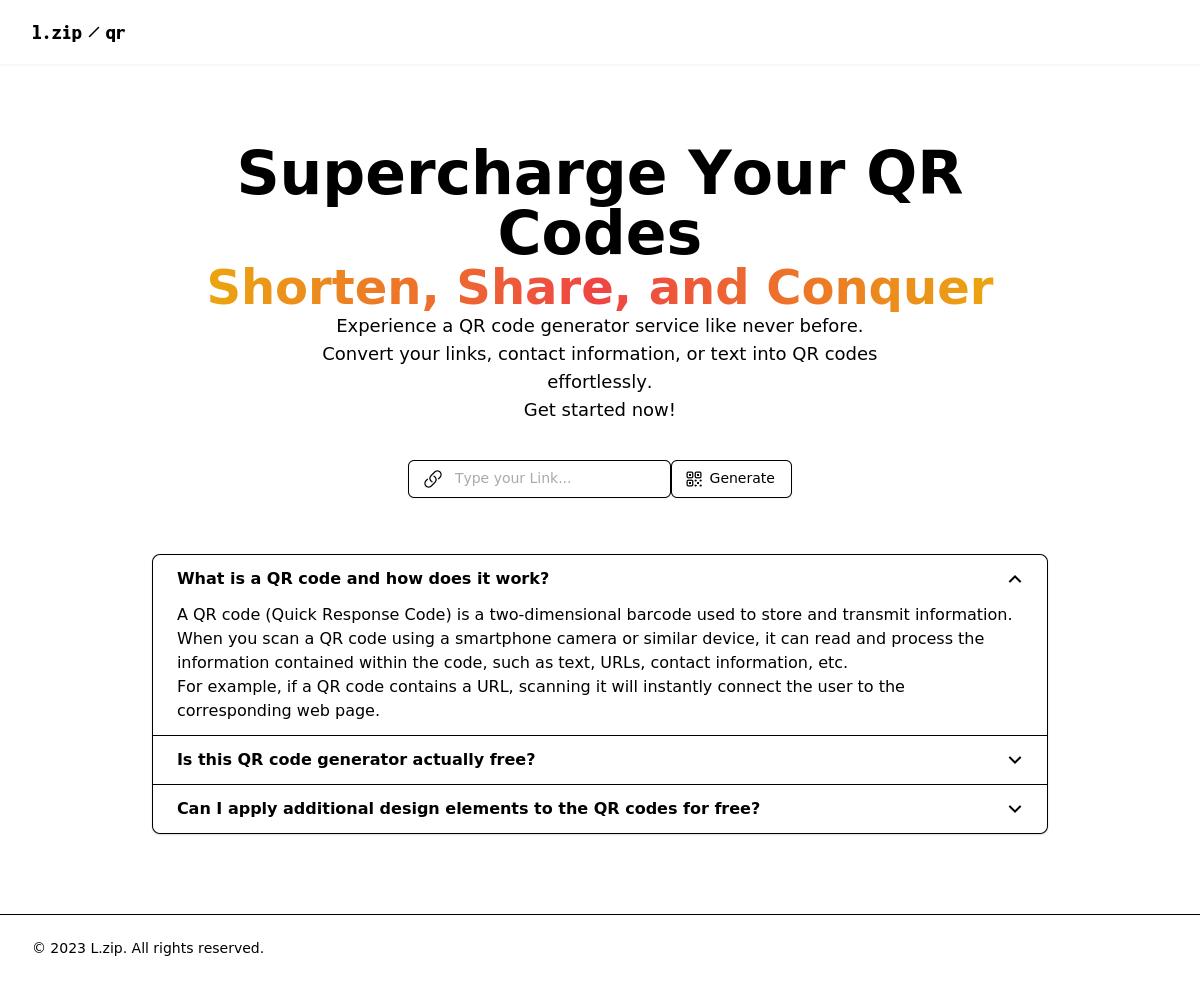 l.zip / qr
Supercharge Your QR
Codes
Shorten, Share, and Conquer
Experience a QR code generator service like never before.
Convert your links, contact information, or text into QR codes
effortlessly.
Get started now!
Type your Link...
Generate
What is a QR code and how does it work?
A QR code (Quick Response Code) is a two-dimensional barcode used to store and transmit information.
When you scan a QR code using a smartphone camera or similar device, it can read and process the
information contained within the code, such as text, URLs, contact information, etc.
For example, if a QR code contains a URL, scanning it will instantly connect the user to the
corresponding web page.
Is this QR code generator actually free?
Can I apply additional design elements to the QR codes for free?
© 2023 L.zip. All rights reserved.